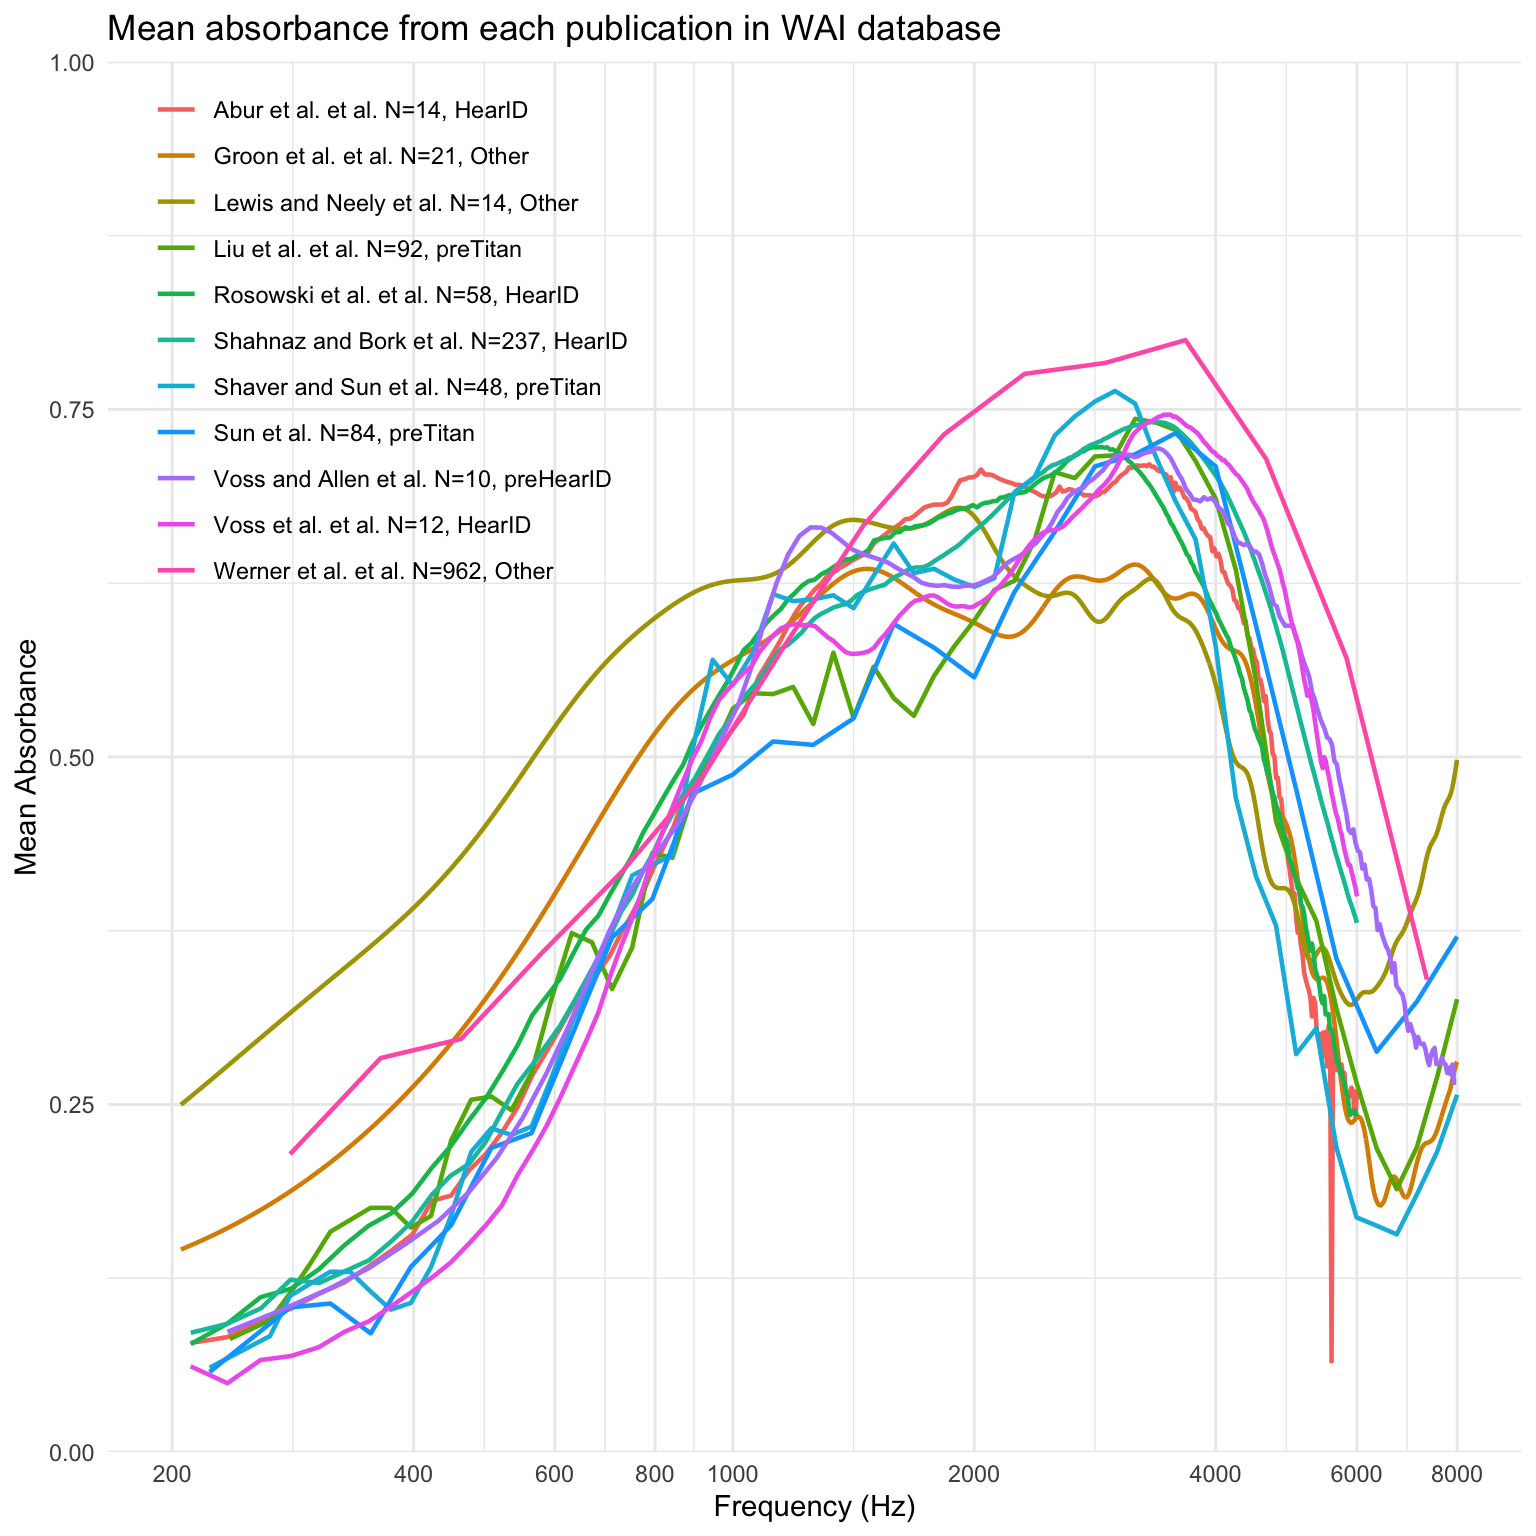 Mean absorbance from each publication in WAI database
1.00
Abur et al. et al. N=14, HearID
Groon et al. et al. N=21, Other
Lewis and Neely et al. N=14, Other
Liu et al. et al. N=92, preTitan
Rosowski et al. et al. N=58, HearID
Shahnaz and Bork et al. N=237, HearID
Shaver and Sun et al. N=48, preTitan
0.75
Sun et al. N=84, preTitan
Voss and Allen et al. N=10, preHearID
Voss et al. et al. N=12, HearID
Werner et al. et al. N=962, Other
Mean Absorbance
0.50
0.25
0.00
200 400 600 800 1000 2000 4000 6000 8000
Frequency (Hz)